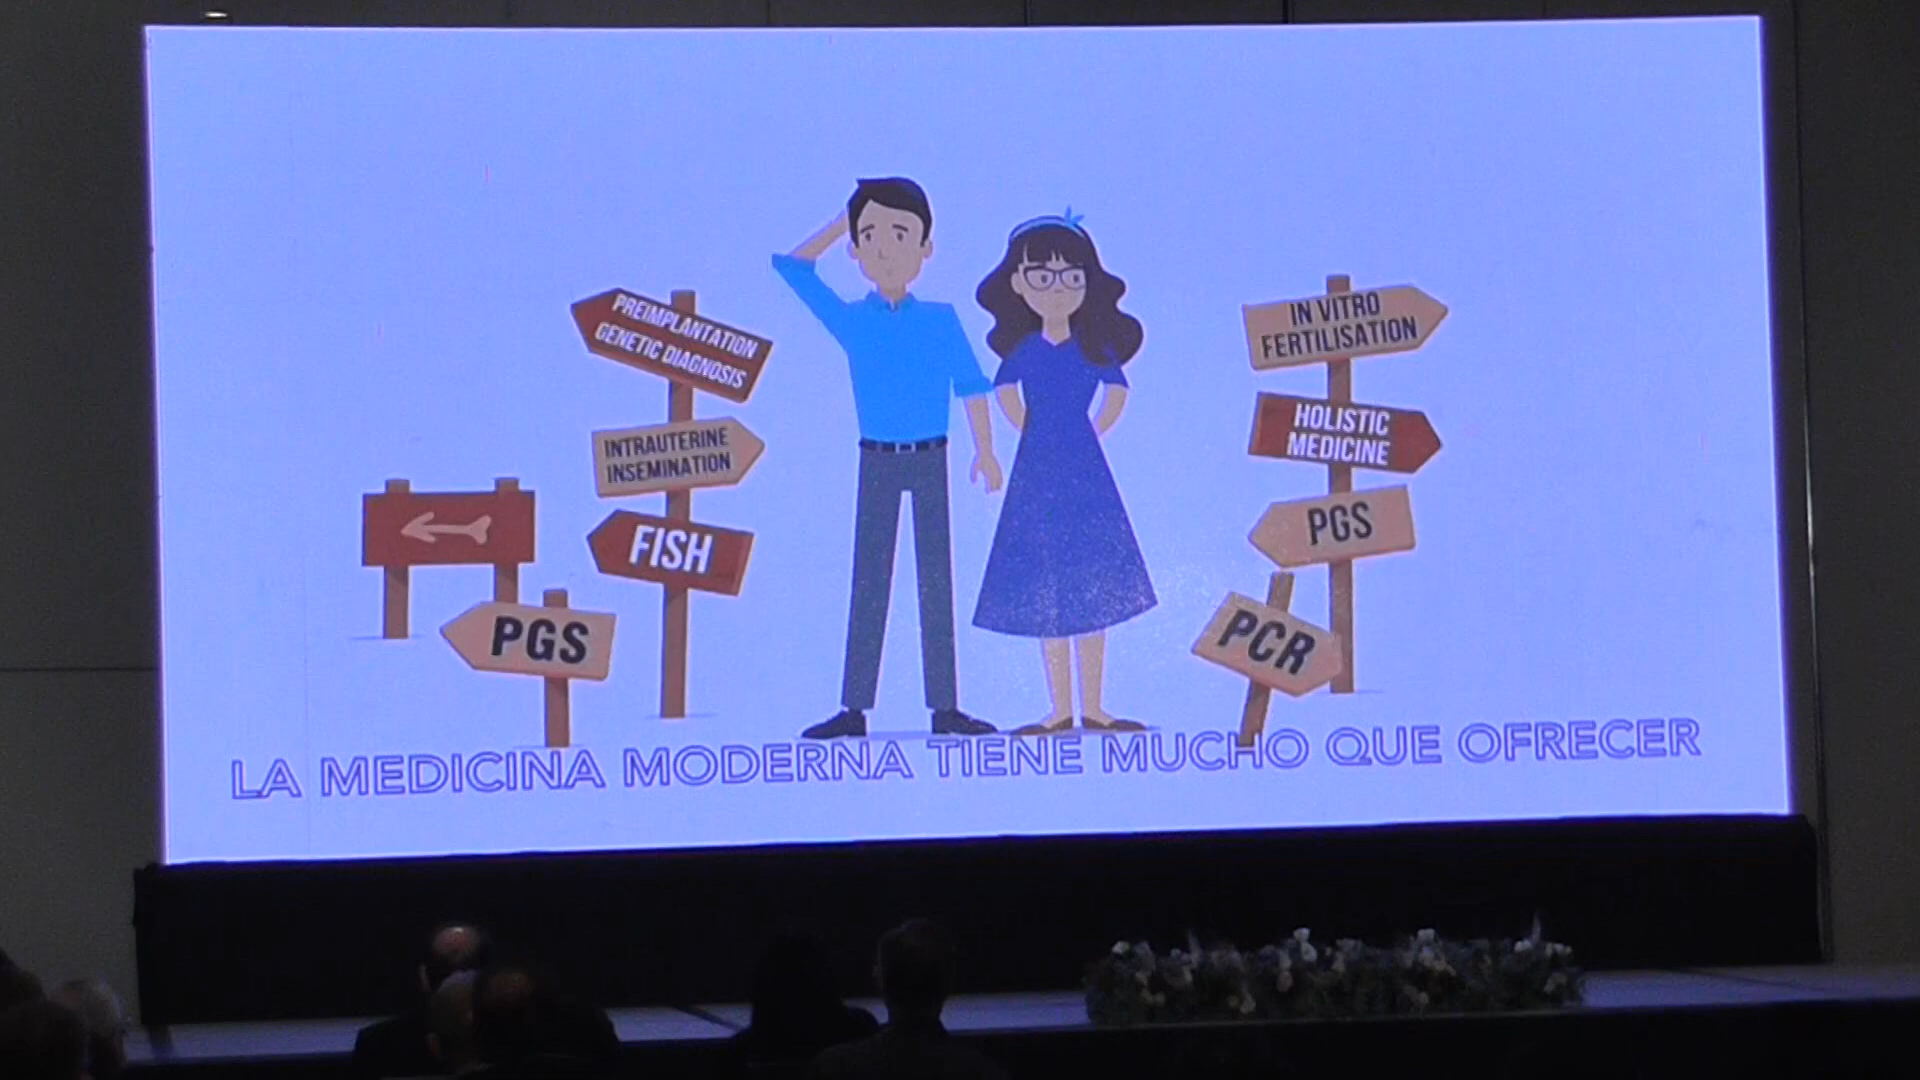 PREIMPLANTATION
GENETIC DIAGNOSIS
INTRAUTERINE
INSEMINATION
FISH
PGS
IN VITRO
FERTILISATION
HOLISTIC
MEDICINE
PGS
PCR
LA MEDICINA MODERNA TIENE MUCHO QUE OFRECER